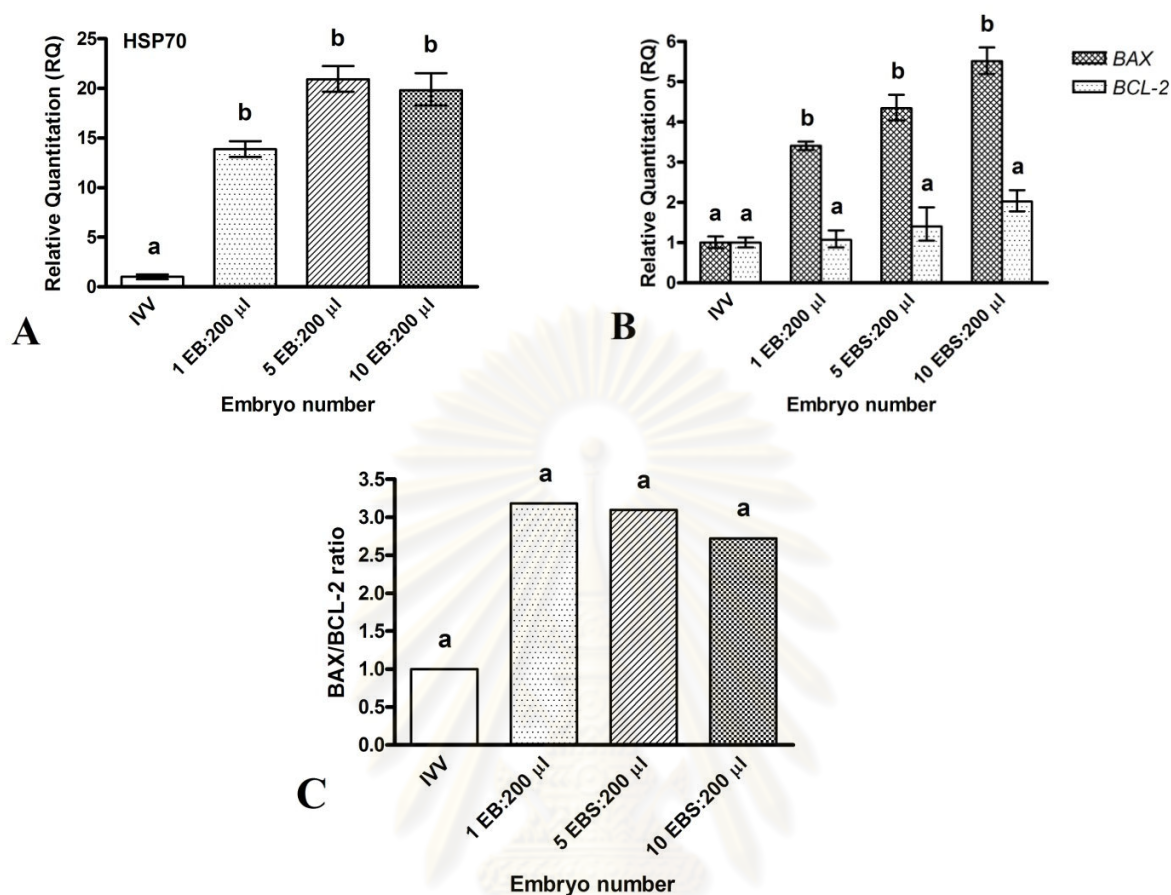 HSP70
Relative Quantitation (RQ)
25
20
15
10
5
0
a
b
b
b
IVV
1 EB:200 µl
5 EB:200 µl
10 EB:200 µl
Embryo number
A
BAX
BCL-2
Relative Quantitation (RQ)
6
5
4
3
2
1
0
a a
b a
b a
b a
IVV
1 EB:200 µl
5 EBS:200 µl
10 EBS:200 µl
Embryo number
B
BAX/BCL-2 ratio
3.5
3.0
2.5
2.0
1.5
1.0
0.5
0.0
a
a
a
a
IVV
1 EB:200 µl
5 EBS:200 µl
10 EBS:200 µl
Embryo number
C